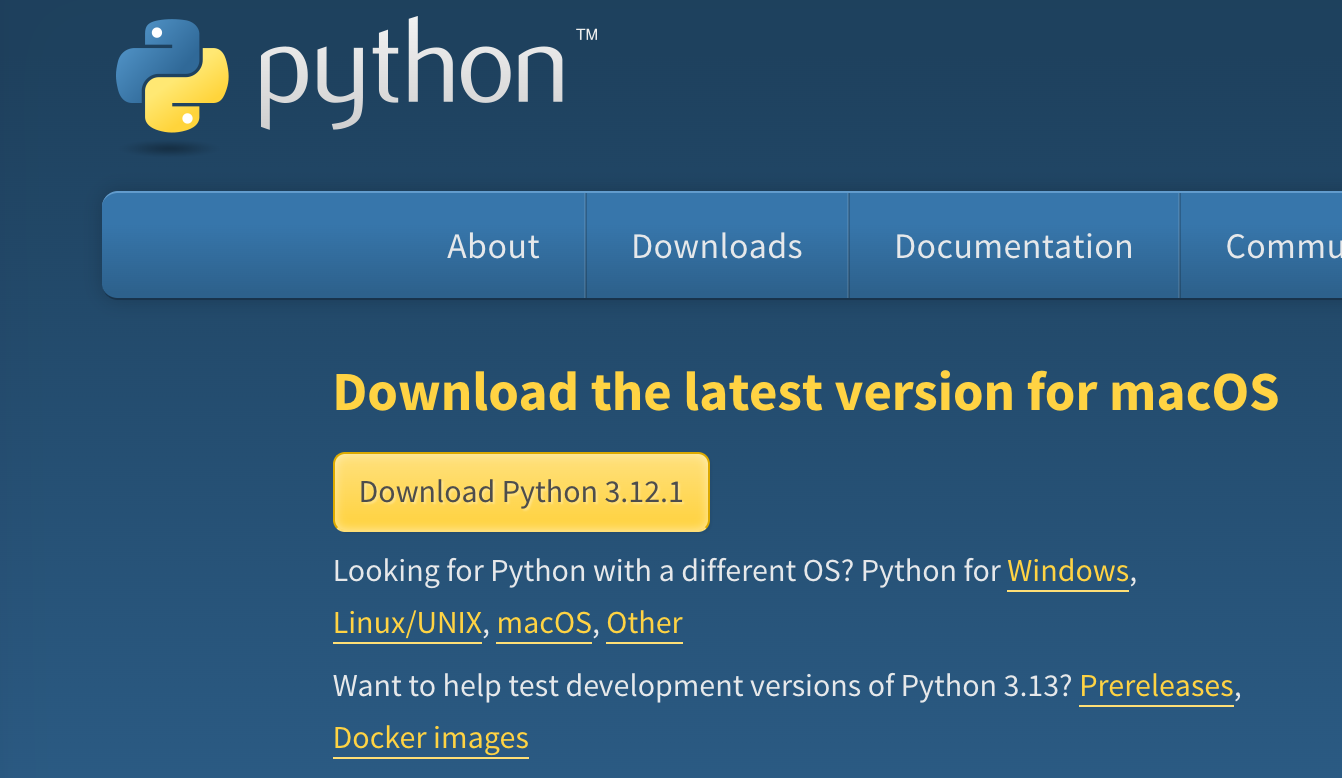 python™
About Downloads Documentation Commu
Download the latest version for macOS
Download Python 3.12.1
Looking for Python with a different OS? Python for Windows,
Linux/UNIX, macOS, Other
Want to help test development versions of Python 3.13? Prereleases,
Docker images